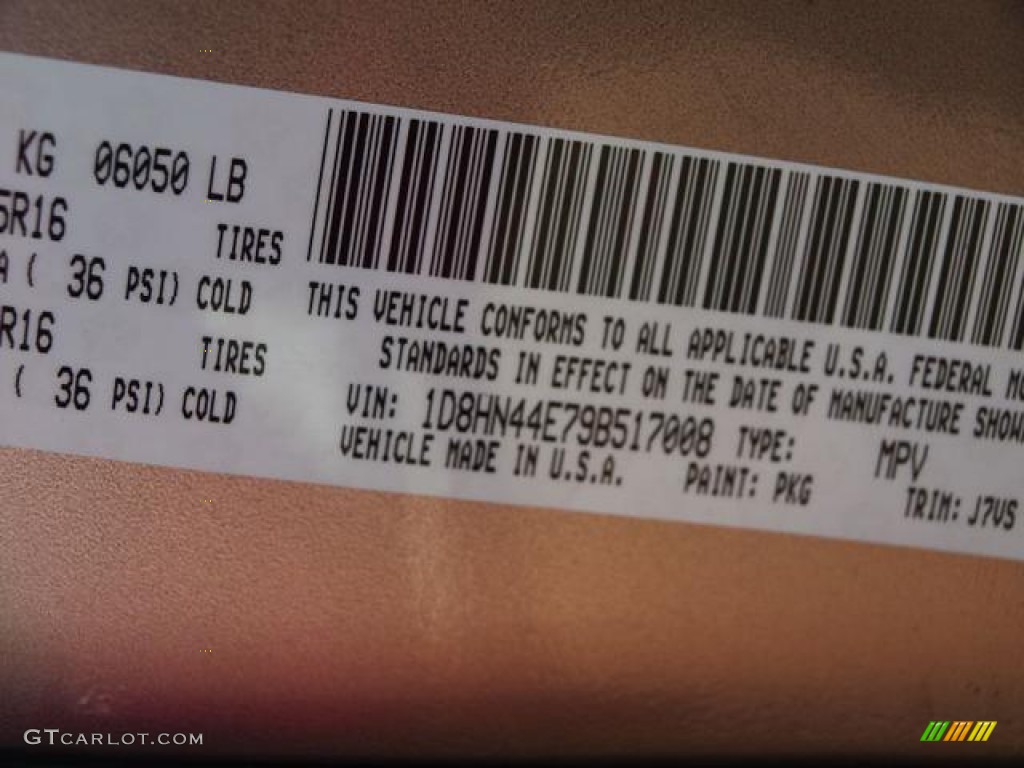 KG 06050 LB
5R16 TIRES
( 36 PSI) COLD
R16 TIRES
( 36 PSI) COLD
THIS VEHICLE CONFORMS TO ALL APPLICABLE U.S.A. FEDERAL
STANDARDS IN EFFECT ON THE DATE OF MANUFACTURE
VIN: 1D8HN44E79B517008 TYPE: MPV
VEHICLE MADE IN U.S.A. PAINT: PKG TRIM: J7VS
GTCARLOT.COM